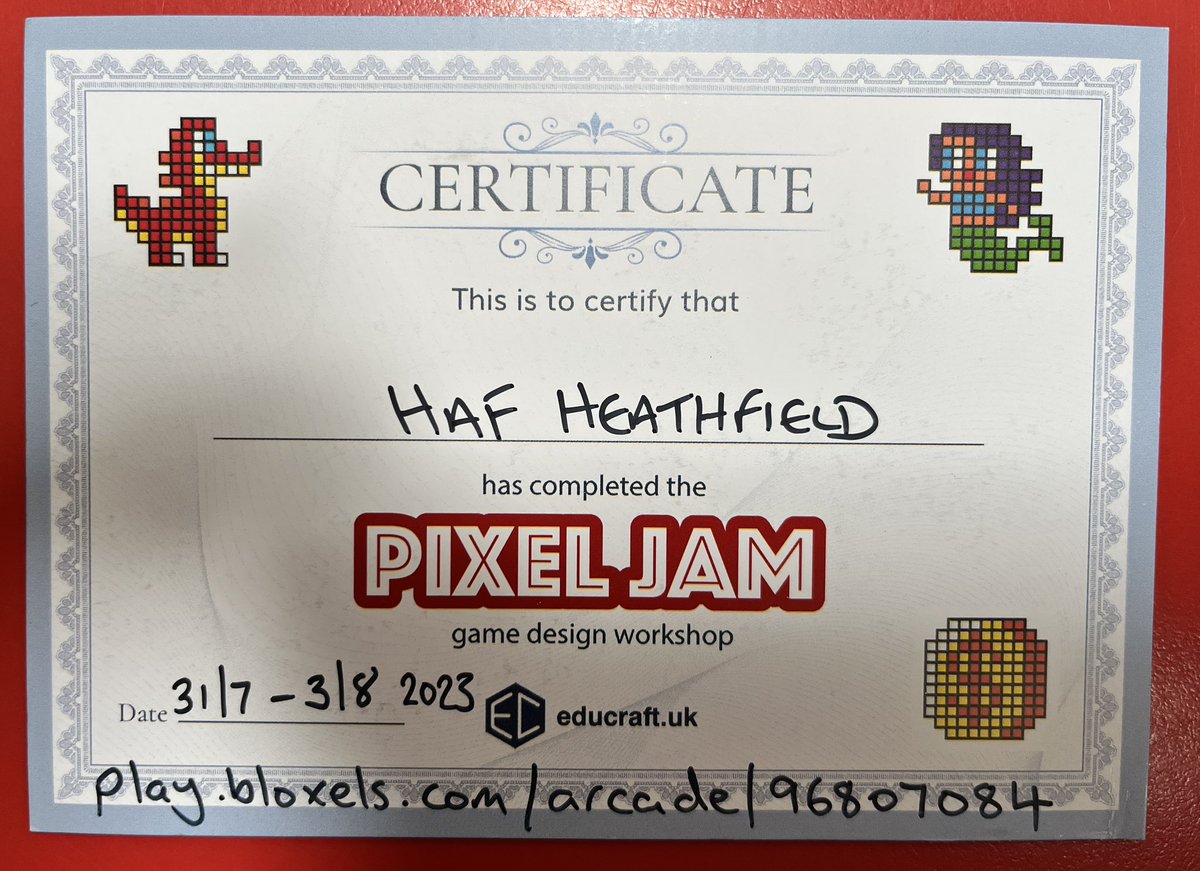 CERTIFICATE
This is to certify that
HAF HEATHFIELD
has completed the
PIXEL JAM
game design workshop
Date 31/7 - 3/8 2023 EC educraft.uk
play.bloxels.com/arcade/96807084